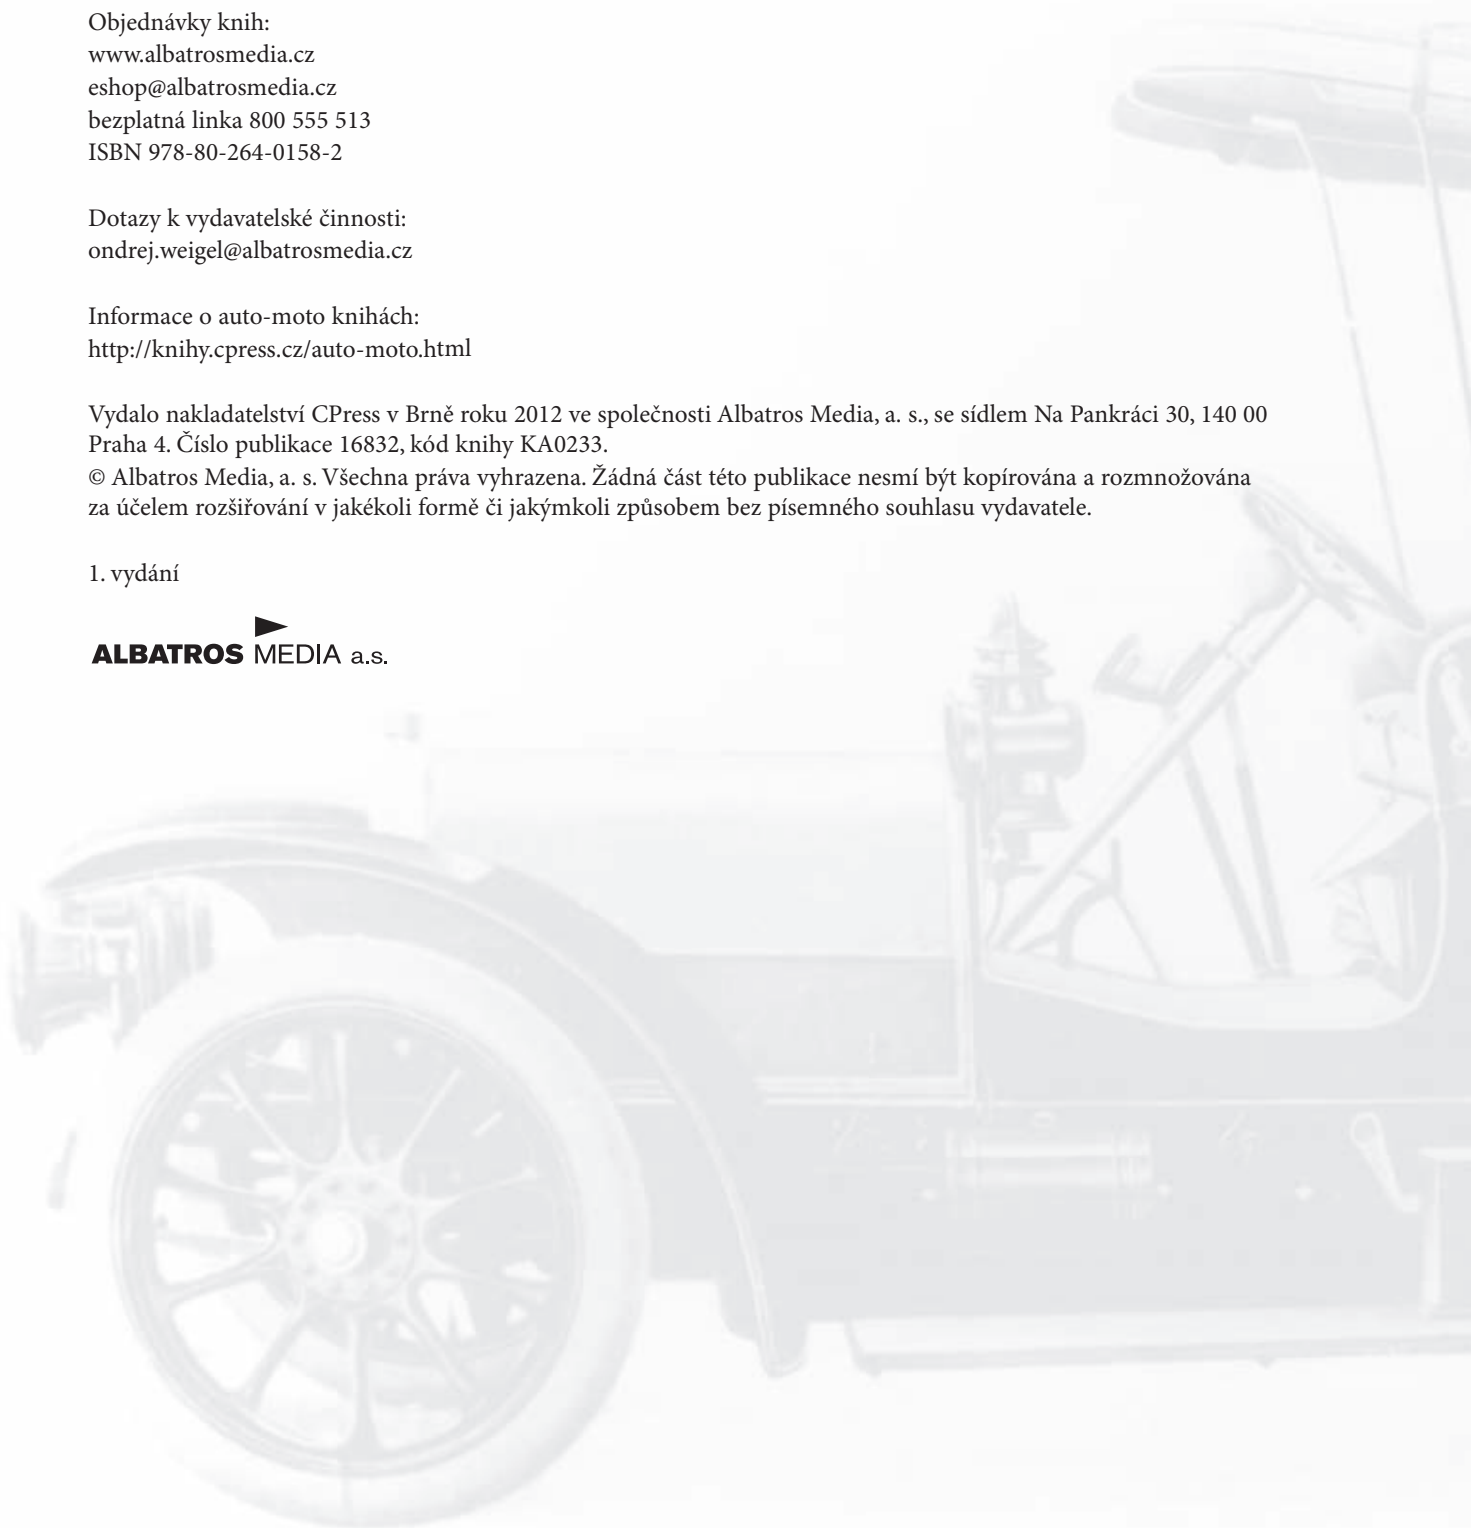 Objednávky knih:
www.albatrosmedia.cz
eshop@albatrosmedia.cz
bezplatná linka 800 555 513
ISBN 978-80-264-0158-2
Dotazy k vydavatelské činnosti:
ondrej.weigel@albatrosmedia.cz
Informace o auto-moto knihách:
http://knihy.cpress.cz/auto-moto.html
Vydalo nakladatelství CPress v Brně roku 2012 ve společnosti Albatros Media, a. s., se sídlem Na Pankráci 30, 140 00
Praha 4. Číslo publikace 16832, kód knihy KA0233.
© Albatros Media, a. s. Všechna práva vyhrazena. Žádná část této publikace nesmí být kopírována a rozmnožována
za účelem rozšiřování v jakékoli formě či jakýmkoli způsobem bez písemného souhlasu vydavatele.
1. vydání
ALBATROS MEDIA a.s.